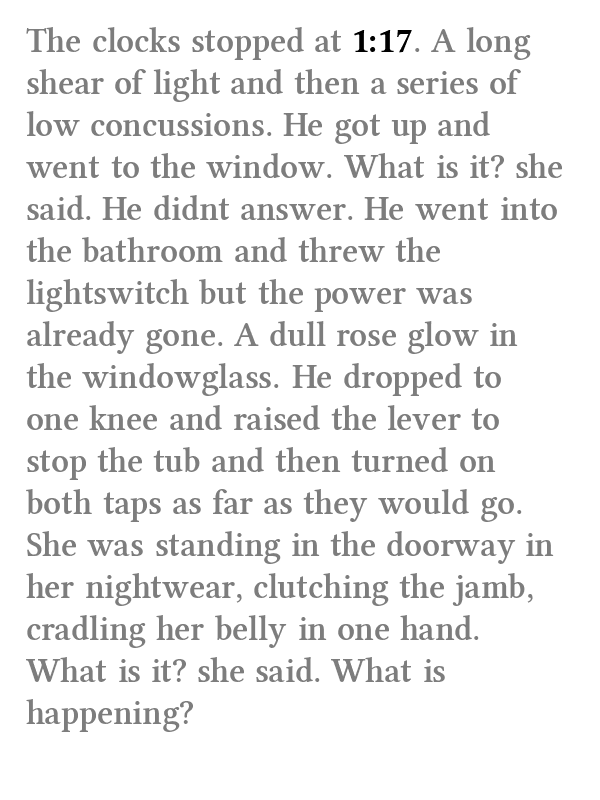 The clocks stopped at 1:17. A long
shear of light and then a series of
low concussions. He got up and
went to the window. What is it? she
said. He didnt answer. He went into
the bathroom and threw the
lightswitch but the power was
already gone. A dull rose glow in
the windowglass. He dropped to
one knee and raised the lever to
stop the tub and then turned on
both taps as far as they would go.
She was standing in the doorway in
her nightwear, clutching the jamb,
cradling her belly in one hand.
What is it? she said. What is
happening?